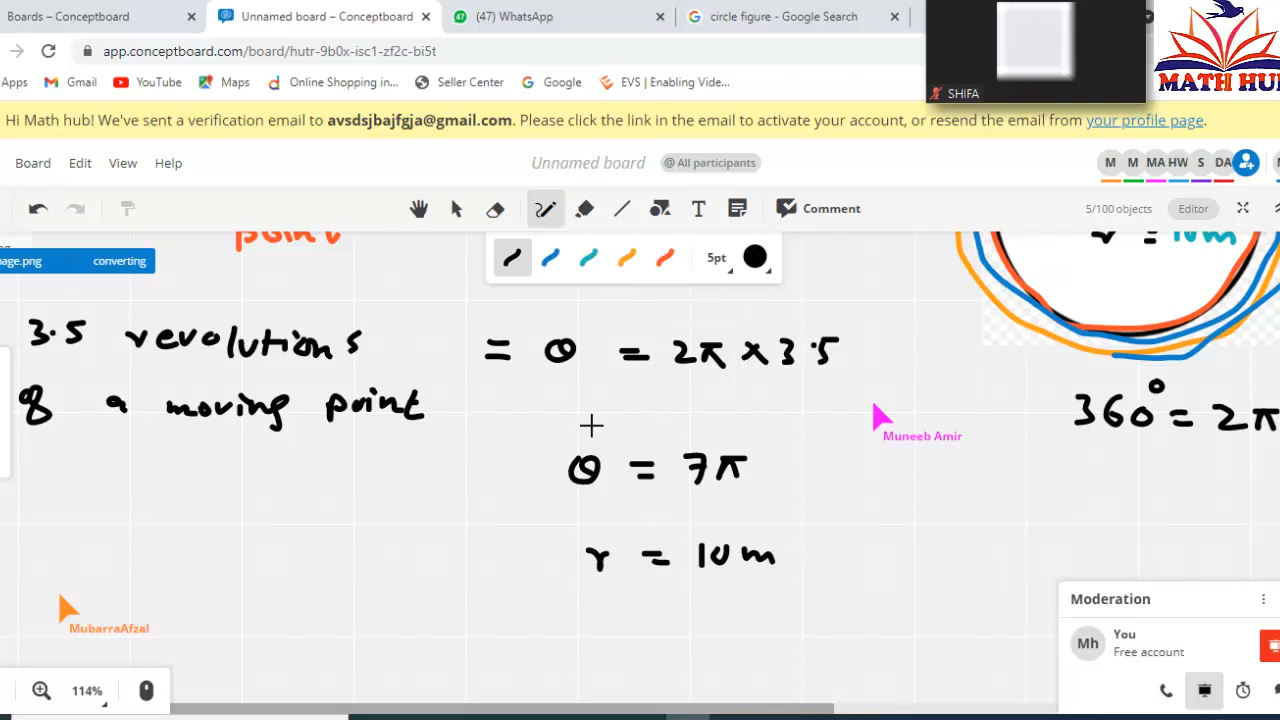 Boards – Conceptboard
Unnamed board – Conceptboard
(47) WhatsApp
circle figure - Google Search
app.conceptboard.com/board/hutr-9b0x-isc1-zf2c-bi5t
Apps
Gmail
YouTube
Maps
Online Shopping in...
Seller Center
Google
EVS | Enabling Vide...
SHIFA
MATH HUB
Hi Math hub! We've sent a verification email to avsdsjbajfgja@gmail.com. Please click the link in the email to activate your account, or resend the email from your profile page.
Board
Edit
View
Help
Unnamed board
@ All participants
M M MA HW S DA
T
Comment
5/100 objects
Editor
point
age.png
converting
5pt
r = 10m
3.5 revolutions = θ = 2π × 3.5
of a moving point
Muneeb Amir
360° = 2π
θ = 7π
r = 10m
MubarraAfzal
Moderation
Mh
You
Free account
114%